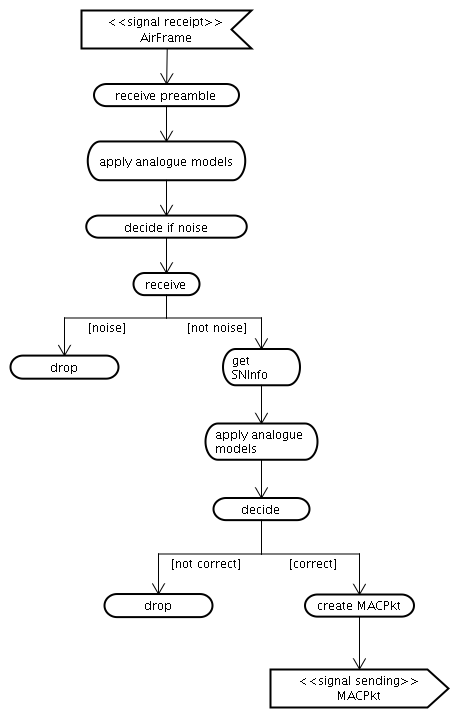 <<signal receipt>>
AirFrame
receive preamble
apply analogue models
decide if noise
receive
[noise]
[not noise]
drop
get
SNInfo
apply analogue
models
decide
[not correct]
[correct]
drop
create MACPkt
<<signal sending>>
MACPkt